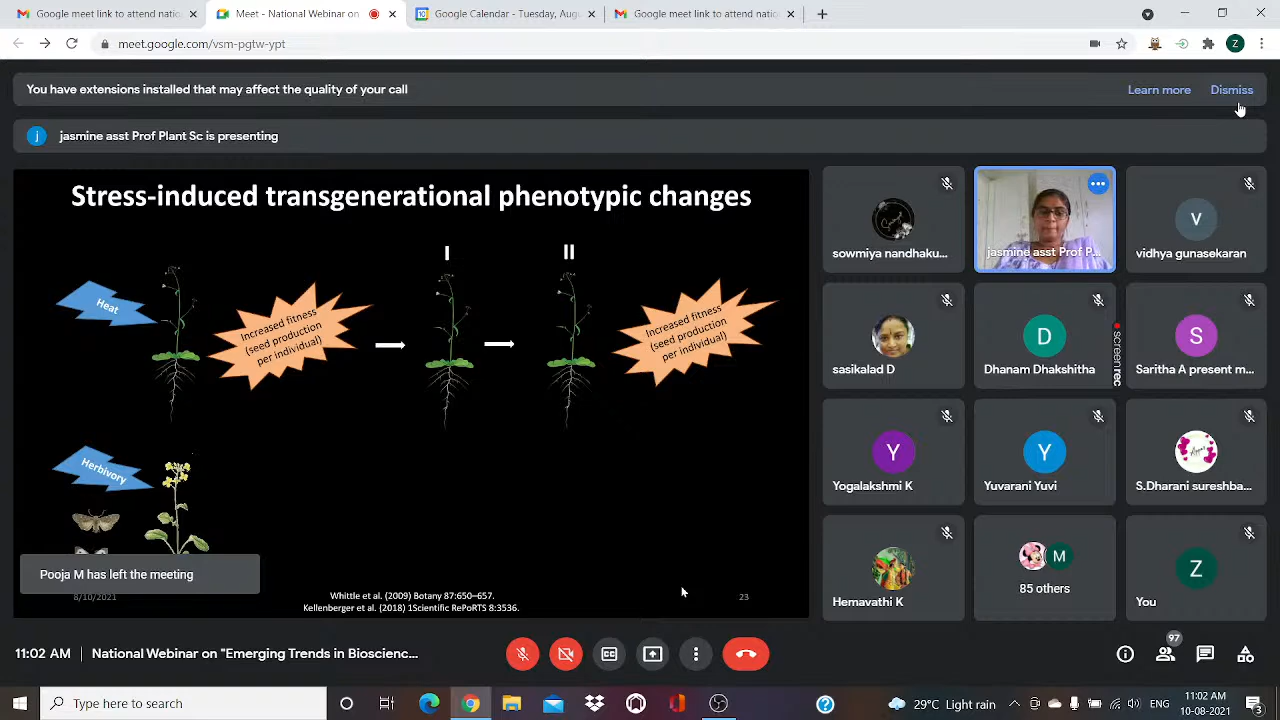 Google meet link to attend natic
Meet - National Webinar on
Google Calendar - Tuesday, Aug
Google meet link to attend natio
meet.google.com/vsm-pgtw-ypt
Z
You have extensions installed that may affect the quality of your call
Learn more
Dismiss
j
jasmine asst Prof Plant Sc is presenting
Stress-induced transgenerational phenotypic changes
I
II
Heat
Increased fitness
(seed production
per individual)
Increased fitness
(seed production
per individual)
Herbivory
Pooja M has left the meeting
8/10/2021
Whittle et al. (2009) Botany 87:650–657.
Kellenberger et al. (2018) 1Scientific RePoRTS 8:3536.
23
sowmiya nandhaku...
jasmine asst Prof P...
V
vidhya gunasekaran
sasikalad D
D
Dhanam Dhakshitha
S
Saritha A present m...
screenrec
Y
Yogalakshmi K
Y
Yuvarani Yuvi
S.Dharani sureshba...
Hemavathi K
M
85 others
Z
You
11:02 AM
National Webinar on "Emerging Trends in Bioscienc...
97
Type here to search
29°C Light rain
11:02 AM
10-08-2021
3